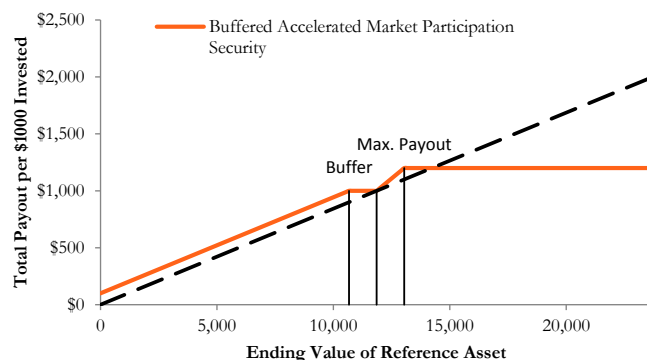 $2,500
Buffered Accelerated Market Participation
Security
$2,000
$1,500
Max. Payout
Buffer
$1,000
$500
$0
Total Payout per $1000 Invested
0 5,000 10,000 15,000 20,000
Ending Value of Reference Asset